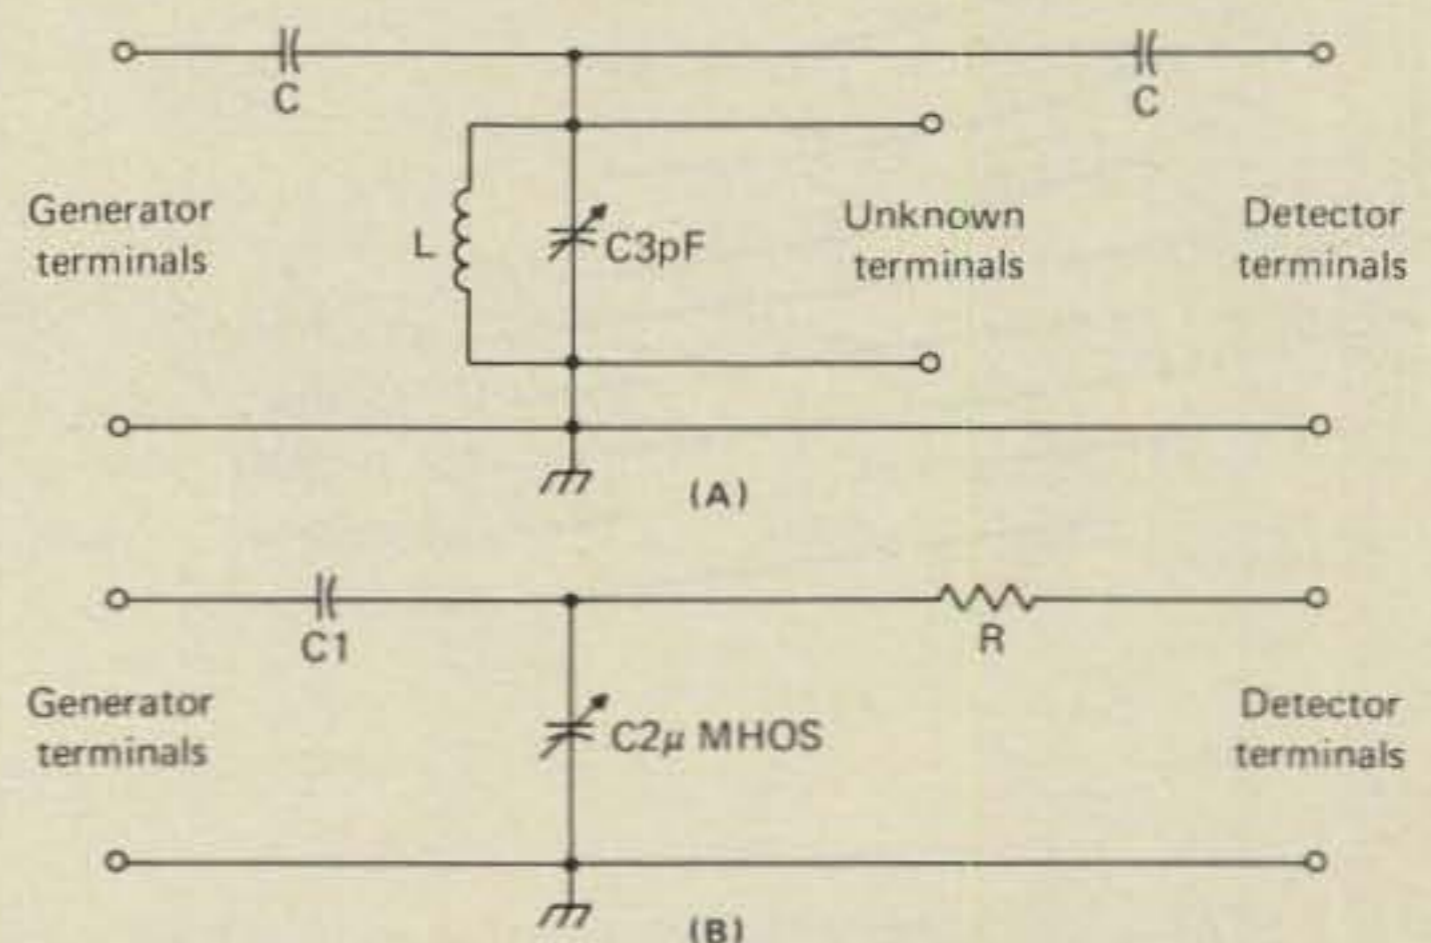 C
C
Generator
terminals
L
C3pF
Unknown
terminals
Detector
terminals
(A)
C1
R
Generator
terminals
C2μ MHOS
Detector
terminals
(B)